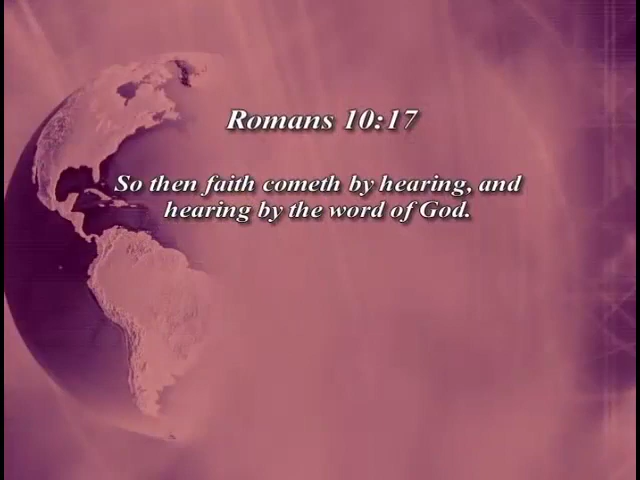 Romans 10:17
So then faith cometh by hearing, and
hearing by the word of God.